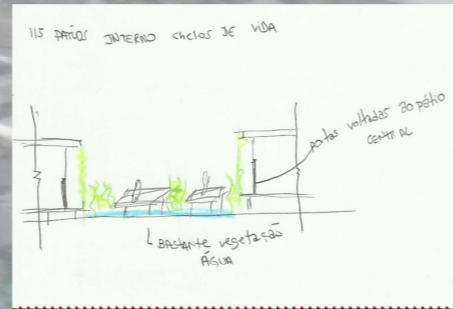 115 PATIOS INTERNO cheios DE VIDA
portas voltadas ao pátio
CENTRAL
BASTANTE vegetação
ÁGUA